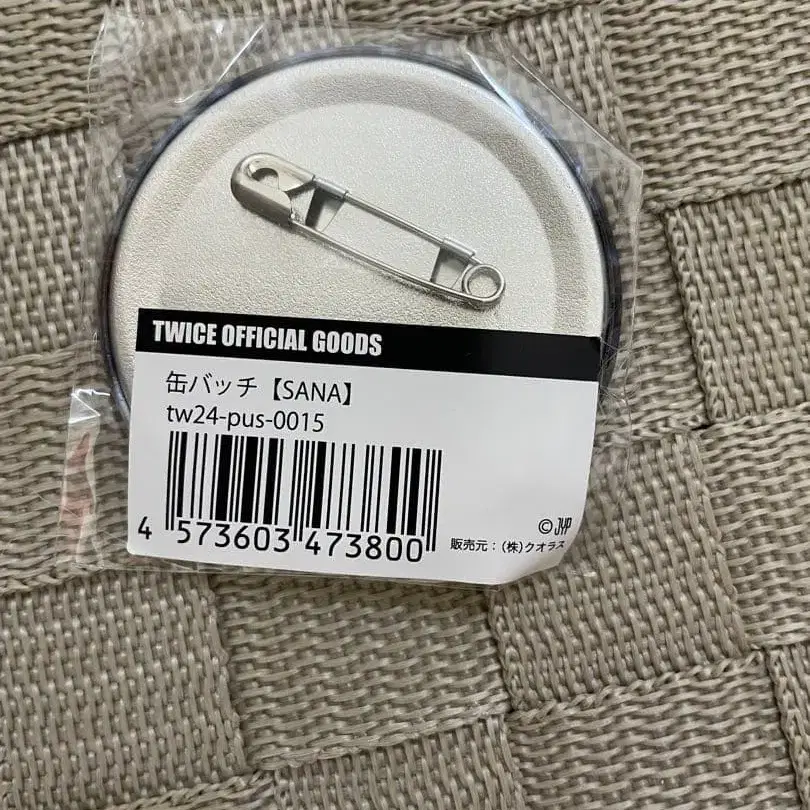 TWICE OFFICIAL GOODS
缶バッチ【SANA】
tw24-pus-0015
4 573603 473800
© JYP
販売元：(株)クオラス